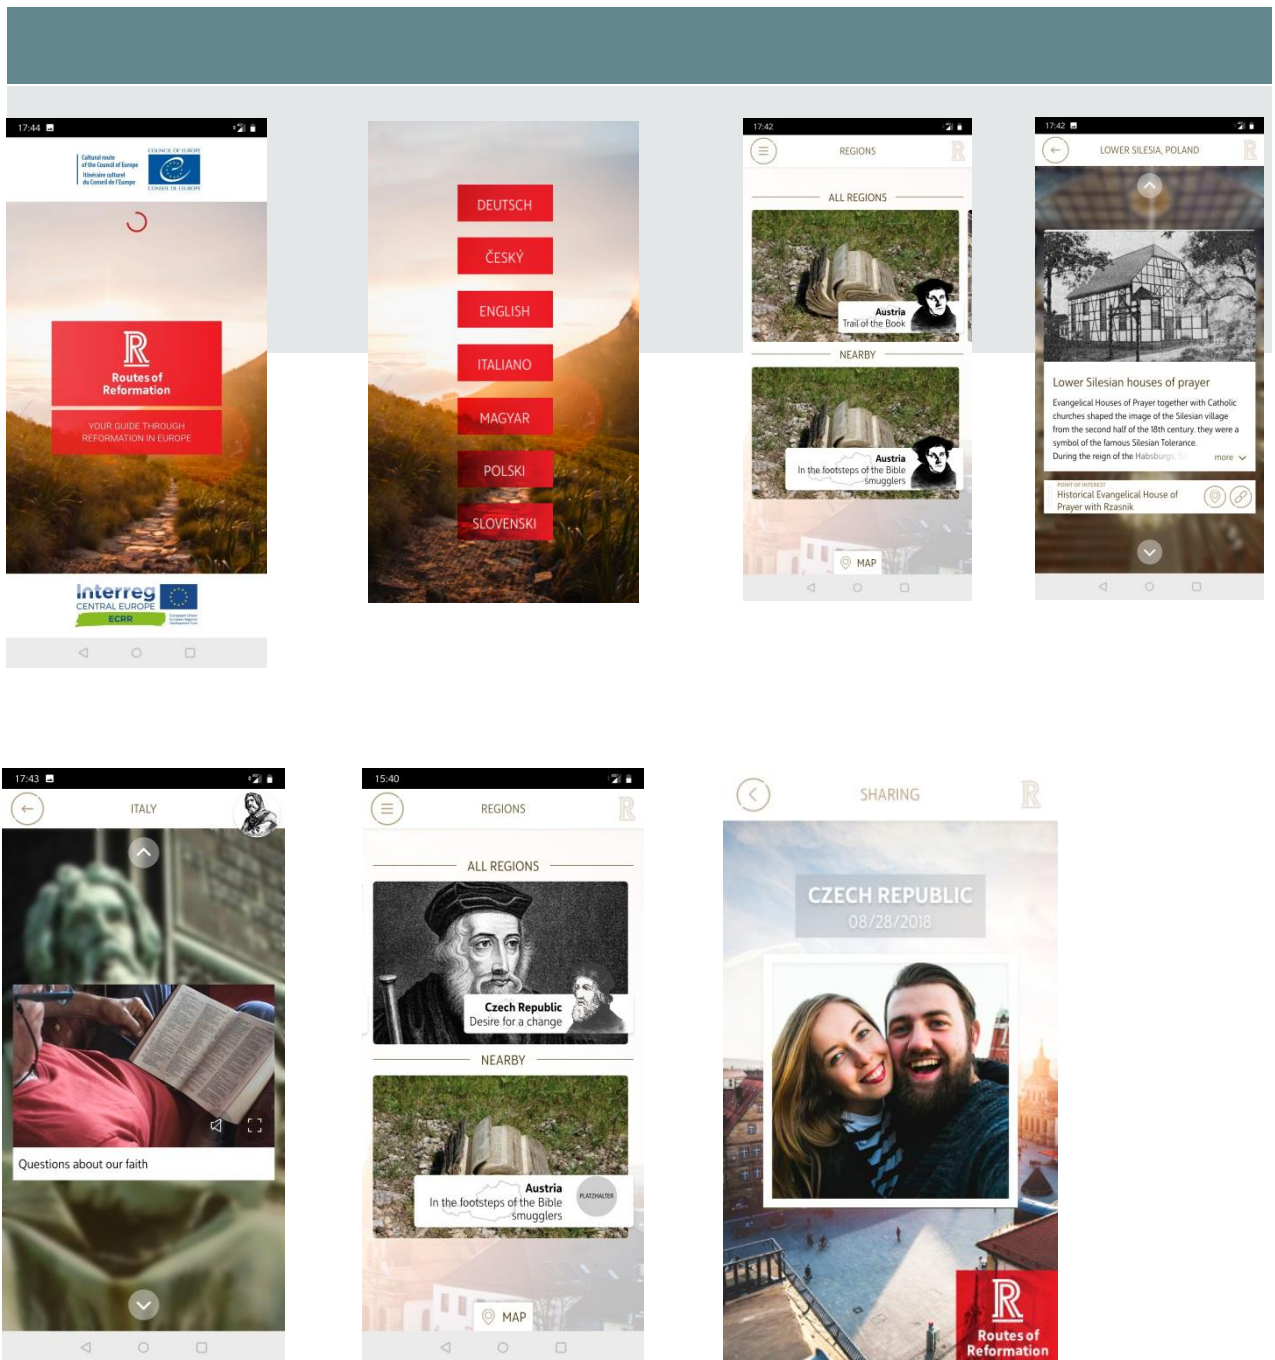 17:44
Cultural route
of the Council of Europe
Itinéraire culturel
du Conseil de l'Europe
COUNCIL OF EUROPE
CONSEIL DE L'EUROPE
R
Routes of
Reformation
YOUR GUIDE THROUGH
REFORMATION IN EUROPE
Interreg
CENTRAL EUROPE
ECRR
European Union
European Regional
Development Fund
DEUTSCH
ČESKÝ
ENGLISH
ITALIANO
MAGYAR
POLSKI
SLOVENSKI
17:42
REGIONS
R
ALL REGIONS
Austria
Trail of the Book
NEARBY
Austria
In the footsteps of the Bible
smugglers
MAP
17:42
LOWER SILESIA, POLAND
R
Lower Silesian houses of prayer
Evangelical Houses of Prayer together with Catholic
churches shaped the image of the Silesian village
from the second half of the 18th century. they were a
symbol of the famous Silesian Tolerance.
During the reign of the Habsburgs,
more
POINT OF INTEREST
Historical Evangelical House of
Prayer with Rzasnik
17:43
ITALY
Questions about our faith
15:40
REGIONS
R
ALL REGIONS
Czech Republic
Desire for a change
NEARBY
Austria
In the footsteps of the Bible
smugglers
PLATZHALTER
MAP
SHARING
R
CZECH REPUBLIC
08/28/2018
R
Routes of
Reformation